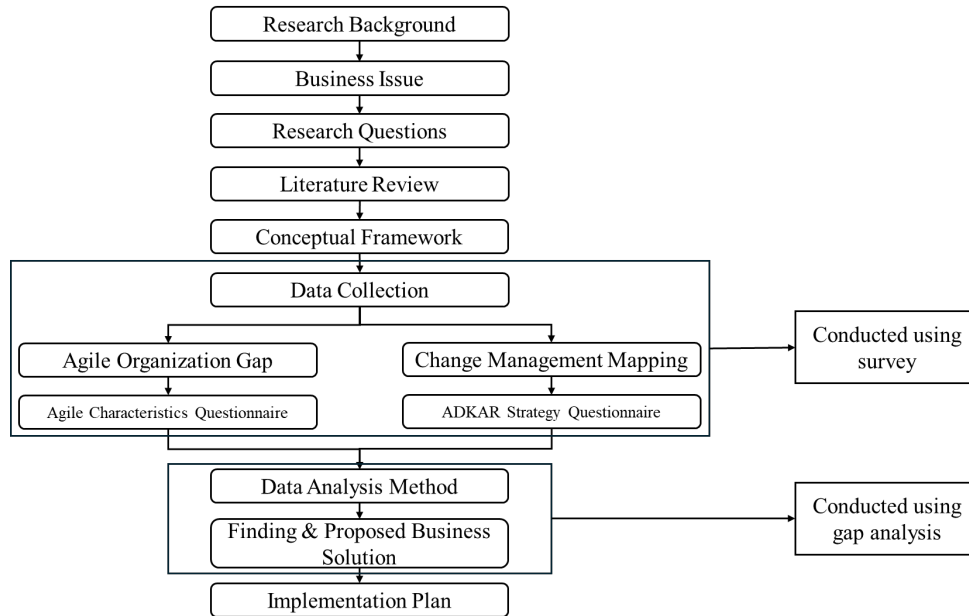 Research Background
Business Issue
Research Questions
Literature Review
Conceptual Framework
Data Collection
Agile Organization Gap
Change Management Mapping
Conducted using
survey
Agile Characteristics Questionnaire
ADKAR Strategy Questionnaire
Data Analysis Method
Finding & Proposed Business
Solution
Conducted using
gap analysis
Implementation Plan